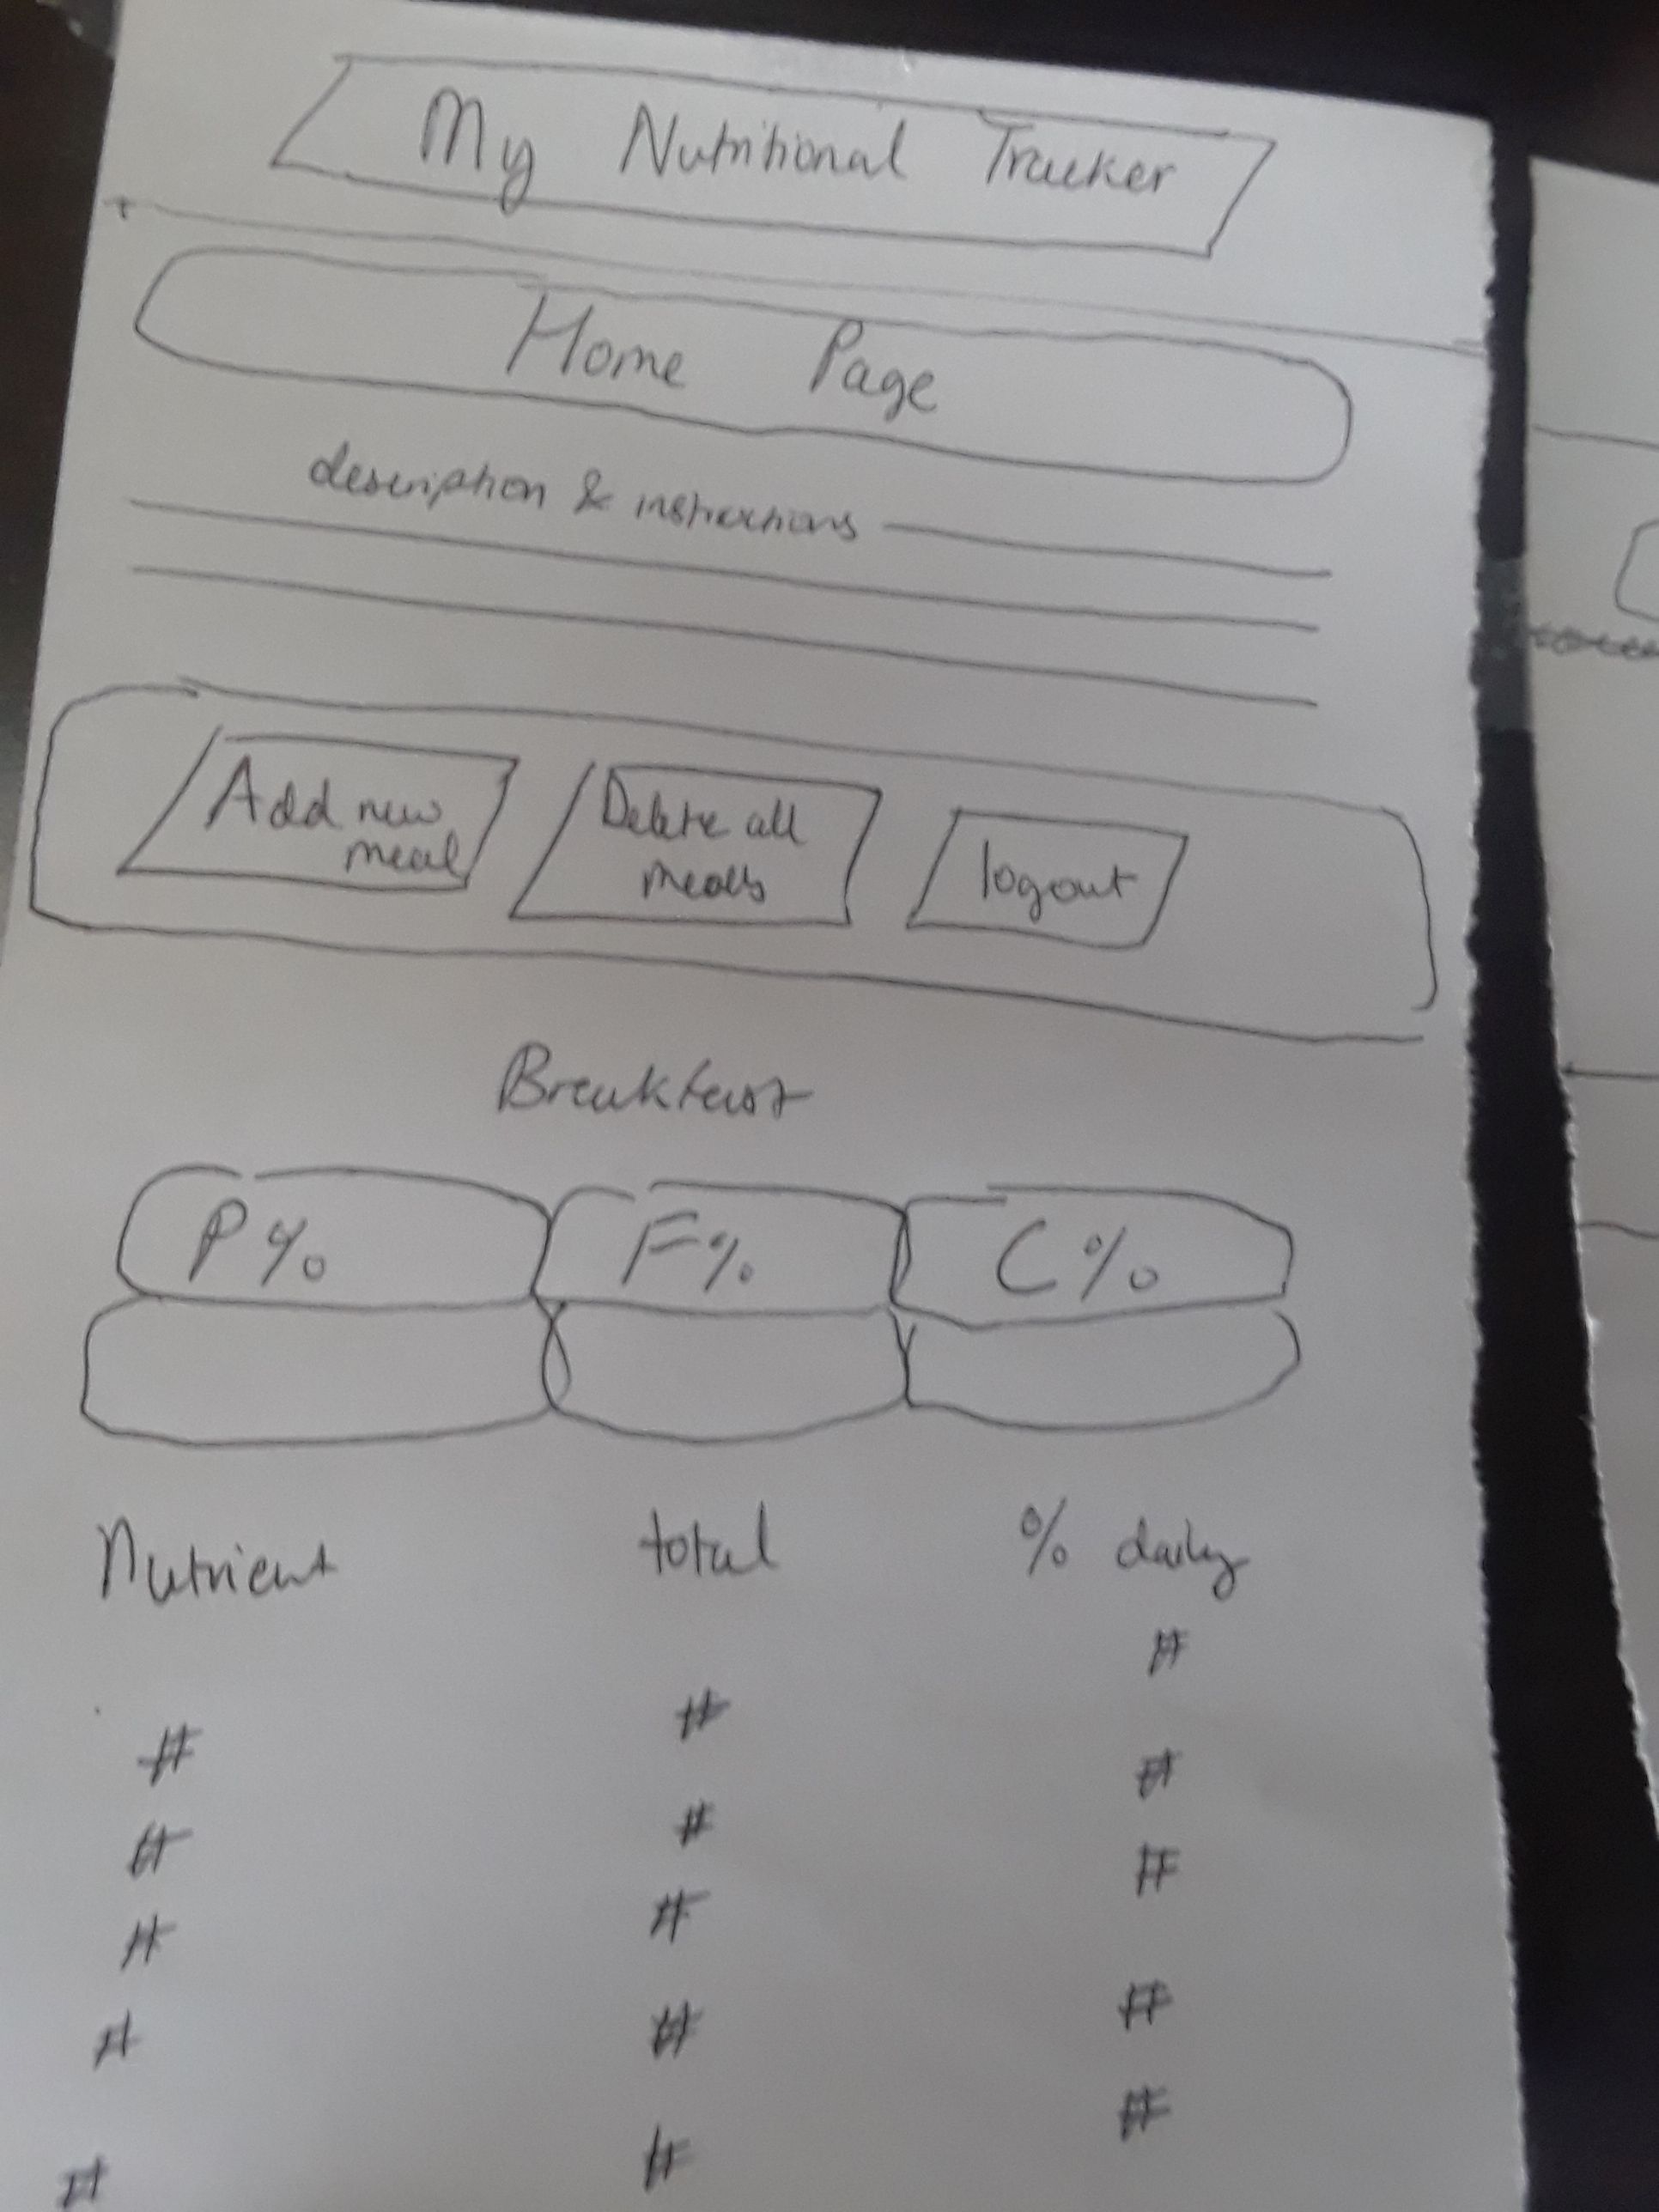 My Nutritional Tracker
Home Page
description & instructions
Add new
meal
Delete all
meals
logout
Breakfast
P% F% C%
Nutrient total % daily
# # #
# # #
# # #
# # #
# # #